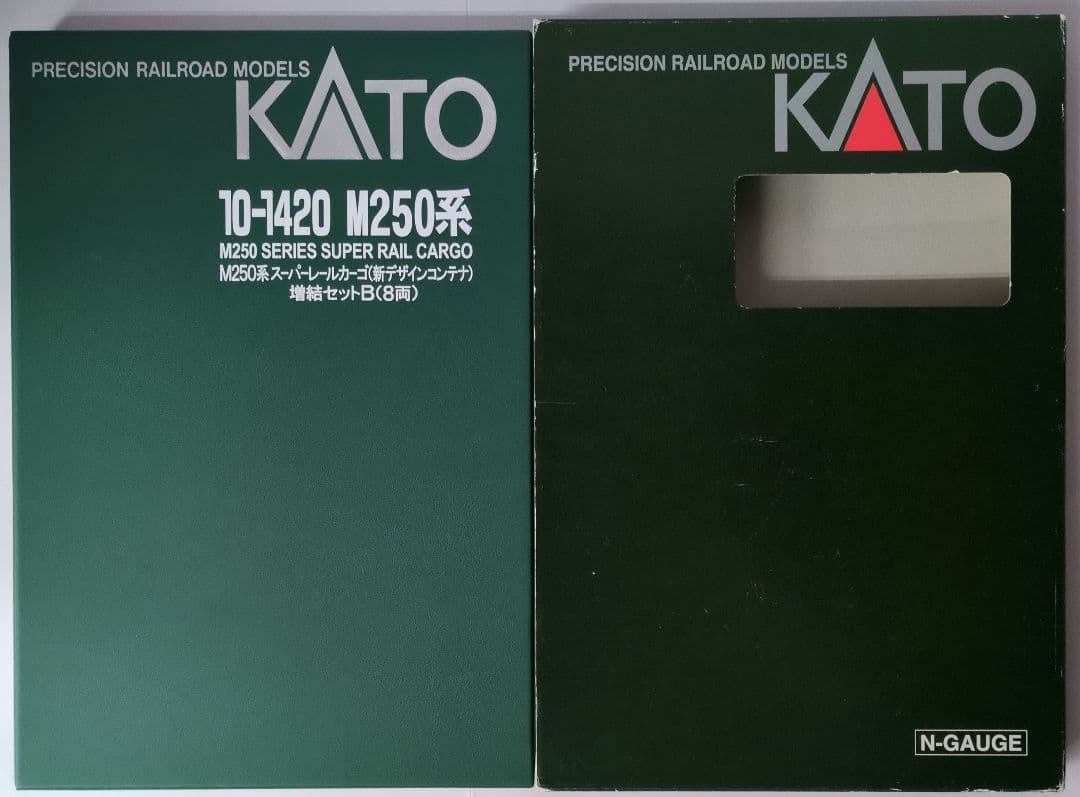 PRECISION RAILROAD MODELS
KATO
10-1420 M250系
M250 SERIES SUPER RAIL CARGO
M250系スーパーレールカーゴ(新デザインコンテナ)
増結セットB(8両)
PRECISION RAILROAD MODELS
KATO
N-GAUGE